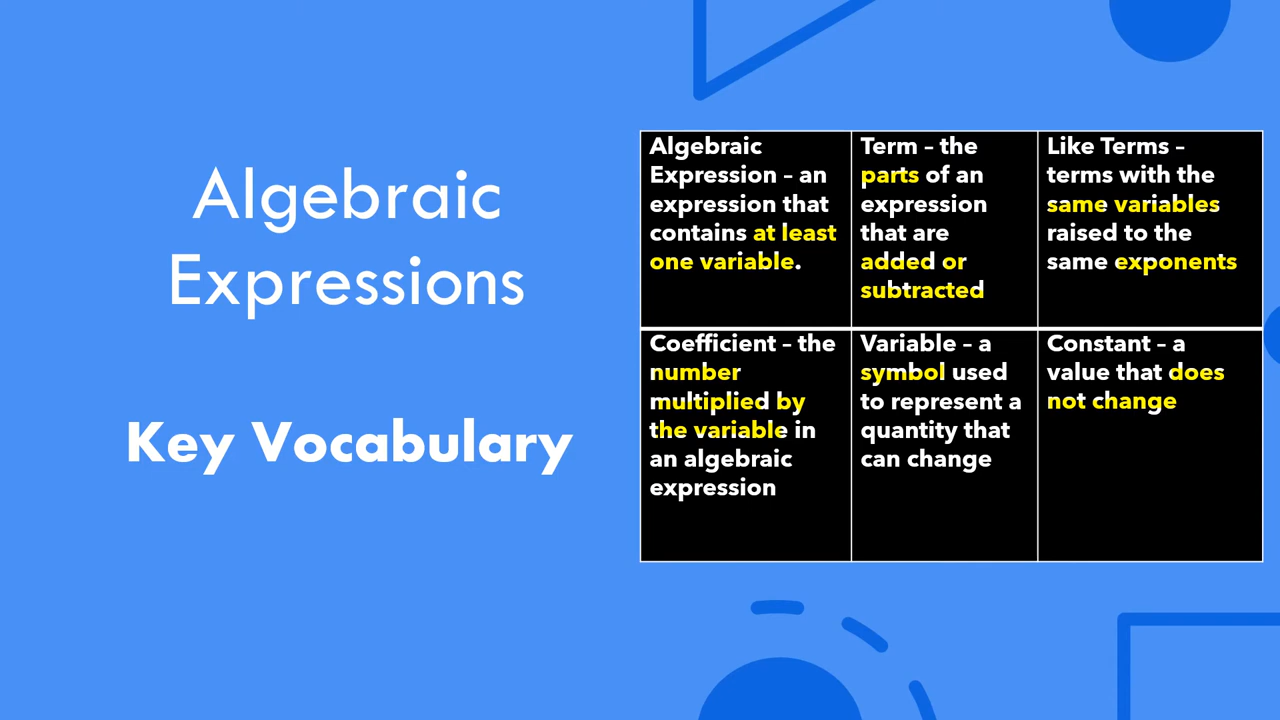 Algebraic
Expressions
Key Vocabulary
Algebraic
Expression – an
expression that
contains at least
one variable.
Term – the
parts of an
expression
that are
added or
subtracted
Like Terms –
terms with the
same variables
raised to the
same exponents
Coefficient – the
number
multiplied by
the variable in
an algebraic
expression
Variable – a
symbol used
to represent a
quantity that
can change
Constant – a
value that does
not change